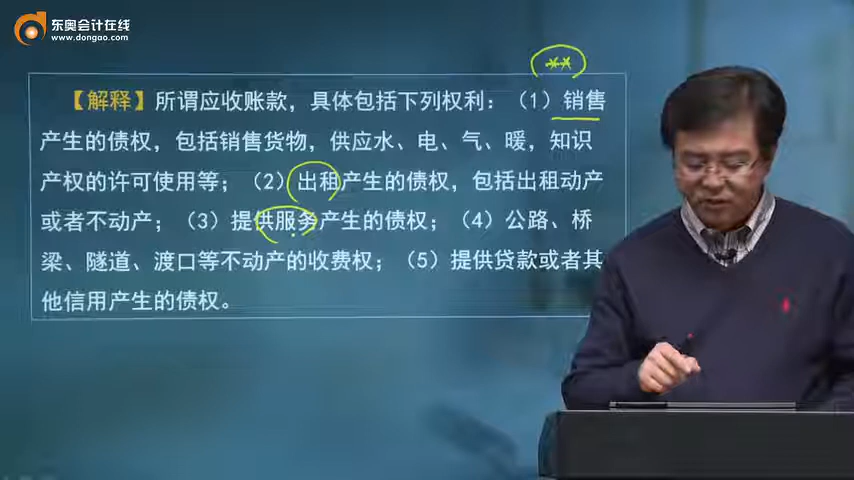 东奥会计在线
www.dongao.com
【解释】所谓应收账款，具体包括下列权利：（1）销售
产生的债权，包括销售货物，供应水、电、气、暖，知识
产权的许可使用等；（2）出租产生的债权，包括出租动产
或者不动产；（3）提供服务产生的债权；（4）公路、桥
梁、隧道、渡口等不动产的收费权；（5）提供贷款或者其
他信用产生的债权。